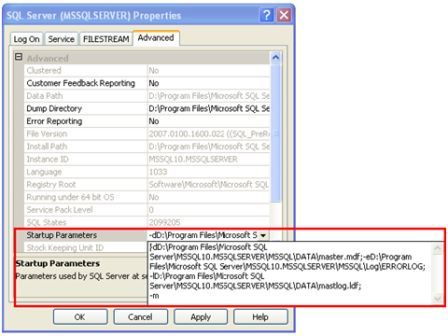 SQL Server (MSSQLSERVER) Properties
Log On Service FILESTREAM Advanced
Advanced
Clustered No
Customer Feedback Reporting No
Data Path D:\Program Files\Microsoft SQL Se
Dump Directory D:\Program Files\Microsoft SQL Se
Error Reporting No
File Version 2007.0100.1600.022 ((SQL_PreRe
Install Path D:\Program Files\Microsoft SQL Se
Instance ID MSSQL10.MSSQLSERVER
Language 1033
Registry Root Software\Microsoft\Microsoft SQL
Running under 64 bit OS No
Service Pack Level 0
SQL States 2099205
Startup Parameters -dD:\Program Files\Microsoft S
Stock Keeping Unit ID
dD:\Program Files\Microsoft SQL
Server\MSSQL10.MSSQLSERVER\MSSQL\DATA\master.mdf;-eD:\Program
Files\Microsoft SQL Server\MSSQL10.MSSQLSERVER\MSSQL\Log\ERRORLOG;
-lD:\Program Files\Microsoft SQL
Server\MSSQL10.MSSQLSERVER\MSSQL\DATA\mastlog.ldf;
-m
Startup Parameters
Parameters used by SQL Server at s
OK Cancel Apply Help